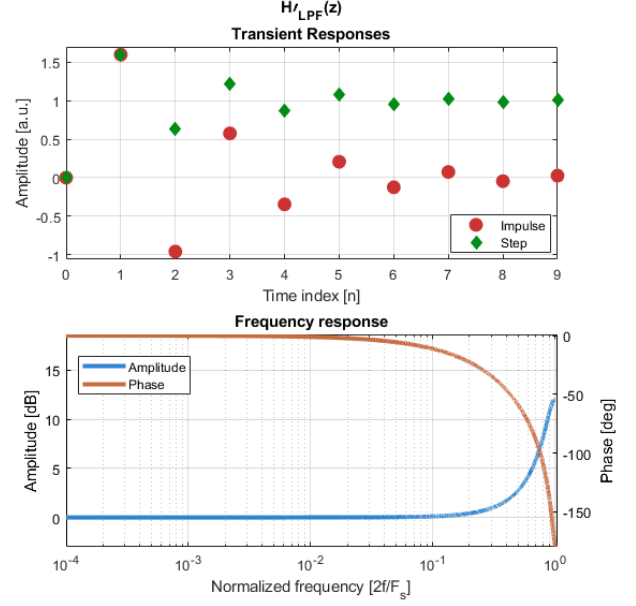 H′LPF(z)
Transient Responses
1.5
1
0.5
0
-0.5
-1
Amplitude [a.u.]
Impulse
Step
0 1 2 3 4 5 6 7 8 9
Time index [n]
Frequency response
15
10
5
0
Amplitude [dB]
Amplitude
Phase
0
-50
-100
-150
Phase [deg]
10-4 10-3 10-2 10-1 100
Normalized frequency [2f/Fs]